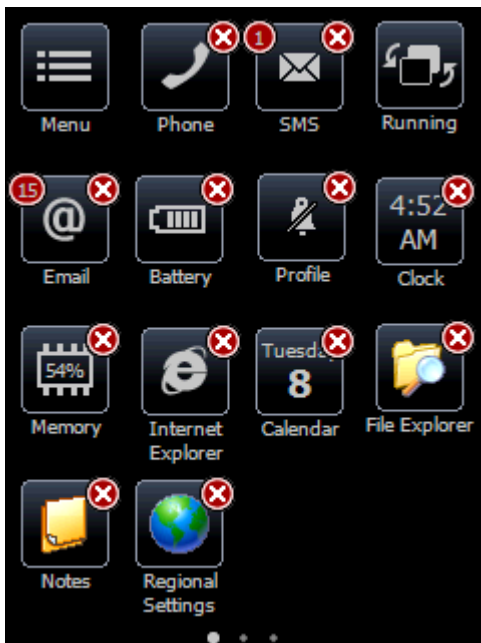 1
Menu
Phone
SMS
Running
15
@
4:52
AM
Email
Battery
Profile
Clock
54%
Tuesday
8
Memory
Internet
Explorer
Calendar
File Explorer
Notes
Regional
Settings